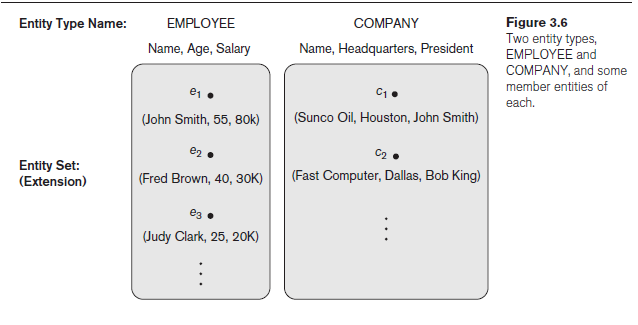 Entity Type Name:
EMPLOYEE
COMPANY
Name, Age, Salary
Name, Headquarters, President
e1
(John Smith, 55, 80k)
c1
(Sunco Oil, Houston, John Smith)
Entity Set:
(Extension)
e2
(Fred Brown, 40, 30K)
c2
(Fast Computer, Dallas, Bob King)
e3
(Judy Clark, 25, 20K)
Figure 3.6
Two entity types,
EMPLOYEE and
COMPANY, and some
member entities of
each.